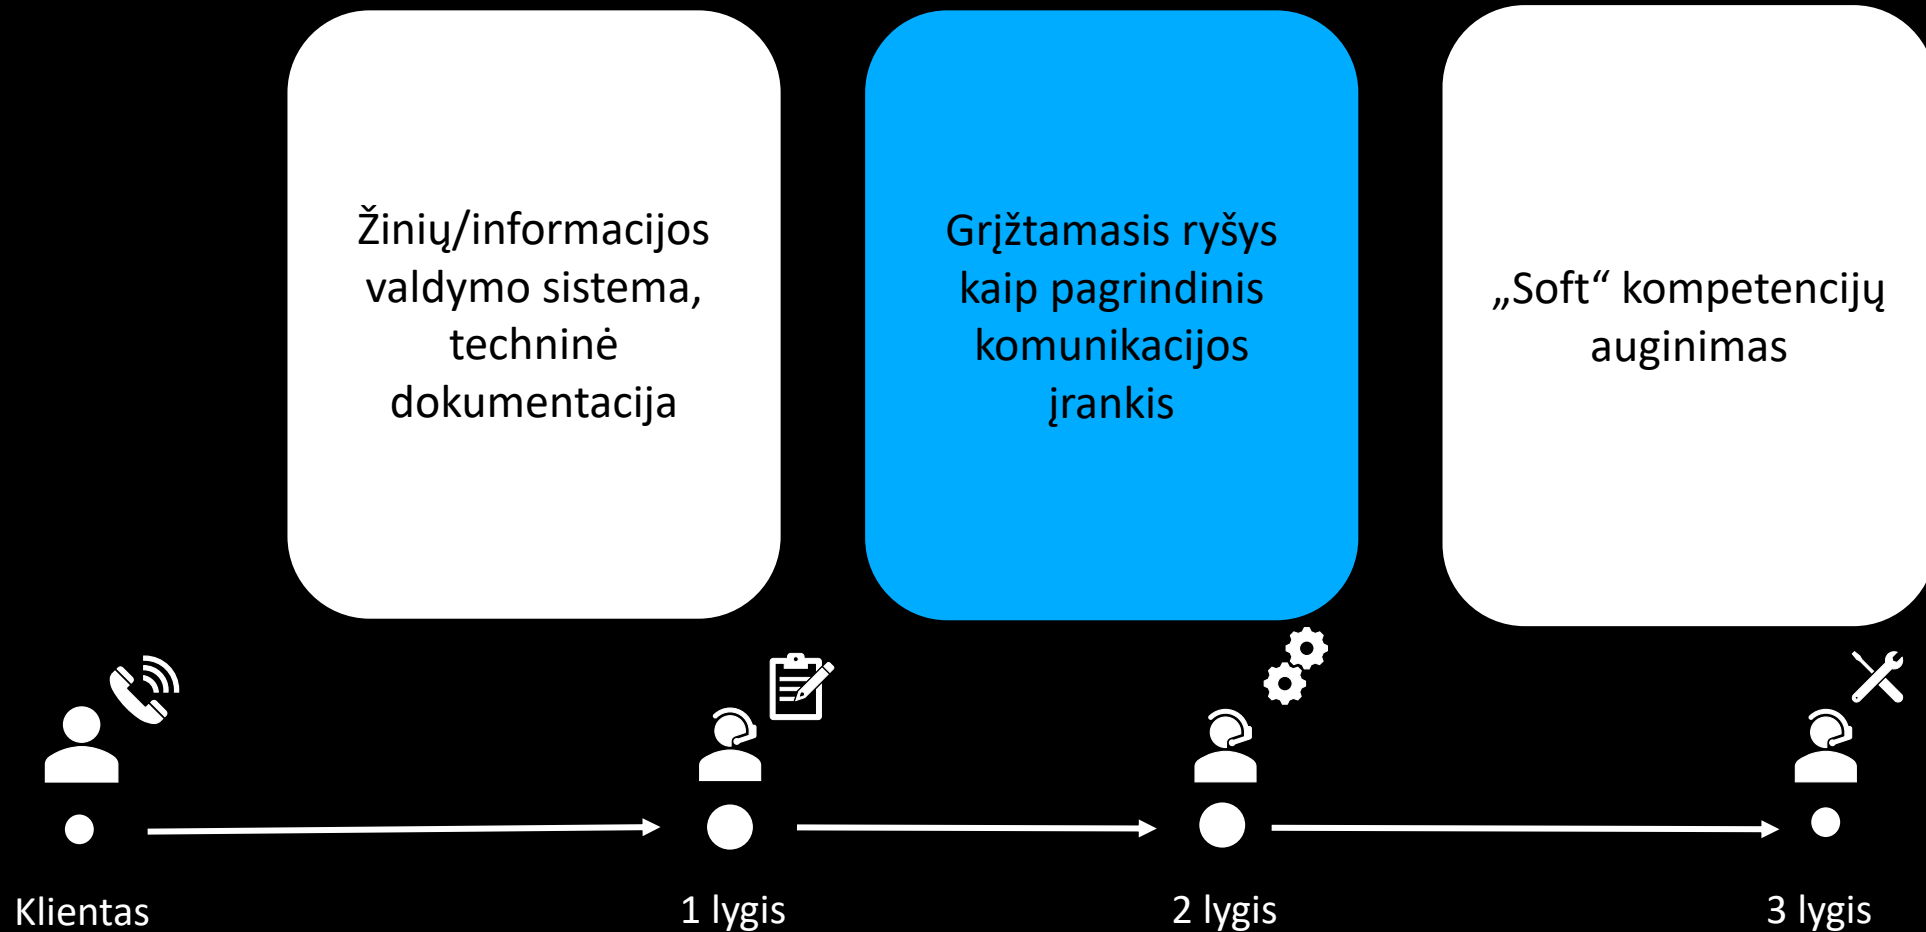 Žinių/informacijos
valdymo sistema,
techninė
dokumentacija
Grįžtamasis ryšys
kaip pagrindinis
komunikacijos
įrankis
„Soft“ kompetencijų
auginimas
Klientas
1 lygis
2 lygis
3 lygis